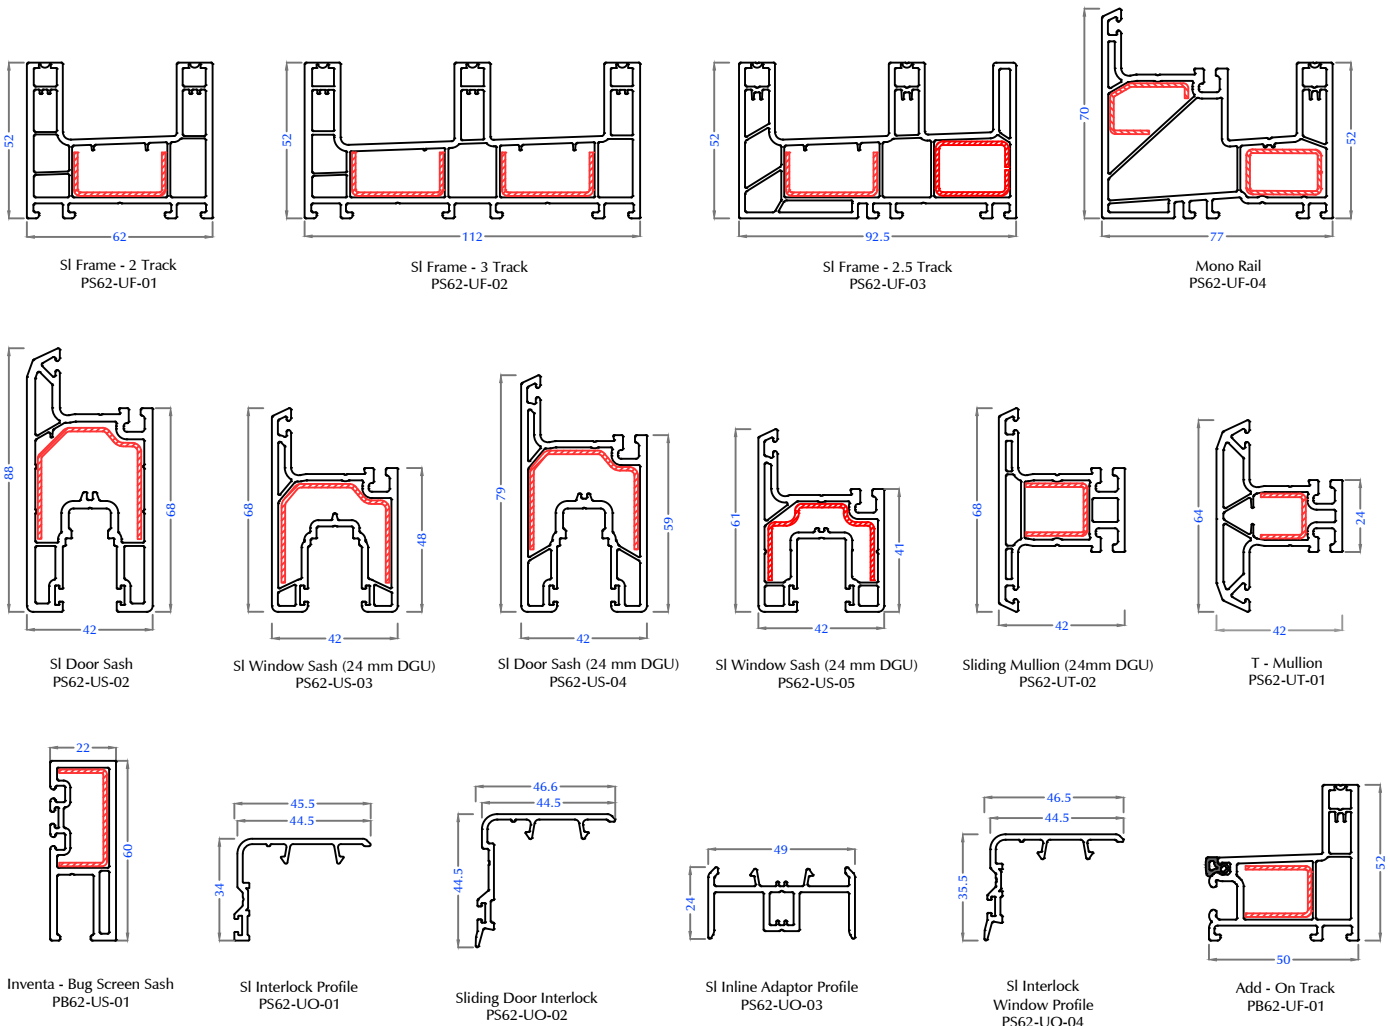 52
62
Sl Frame - 2 Track
PS62-UF-01
52
112
Sl Frame - 3 Track
PS62-UF-02
52
92.5
Sl Frame - 2.5 Track
PS62-UF-03
70
52
77
Mono Rail
PS62-UF-04
88
68
42
Sl Door Sash
PS62-US-02
68
48
42
Sl Window Sash (24 mm DGU)
PS62-US-03
79
59
42
Sl Door Sash (24 mm DGU)
PS62-US-04
61
41
42
Sl Window Sash (24 mm DGU)
PS62-US-05
68
42
Sliding Mullion (24mm DGU)
PS62-UT-02
64
24
42
T - Mullion
PS62-UT-01
22
60
Inventa - Bug Screen Sash
PB62-US-01
45.5
44.5
34
Sl Interlock Profile
PS62-UO-01
46.6
44.5
44.5
Sliding Door Interlock
PS62-UO-02
49
24
Sl Inline Adaptor Profile
PS62-UO-03
46.5
44.5
35.5
Sl Interlock
Window Profile
PS62-UO-04
52
50
Add - On Track
PB62-UF-01